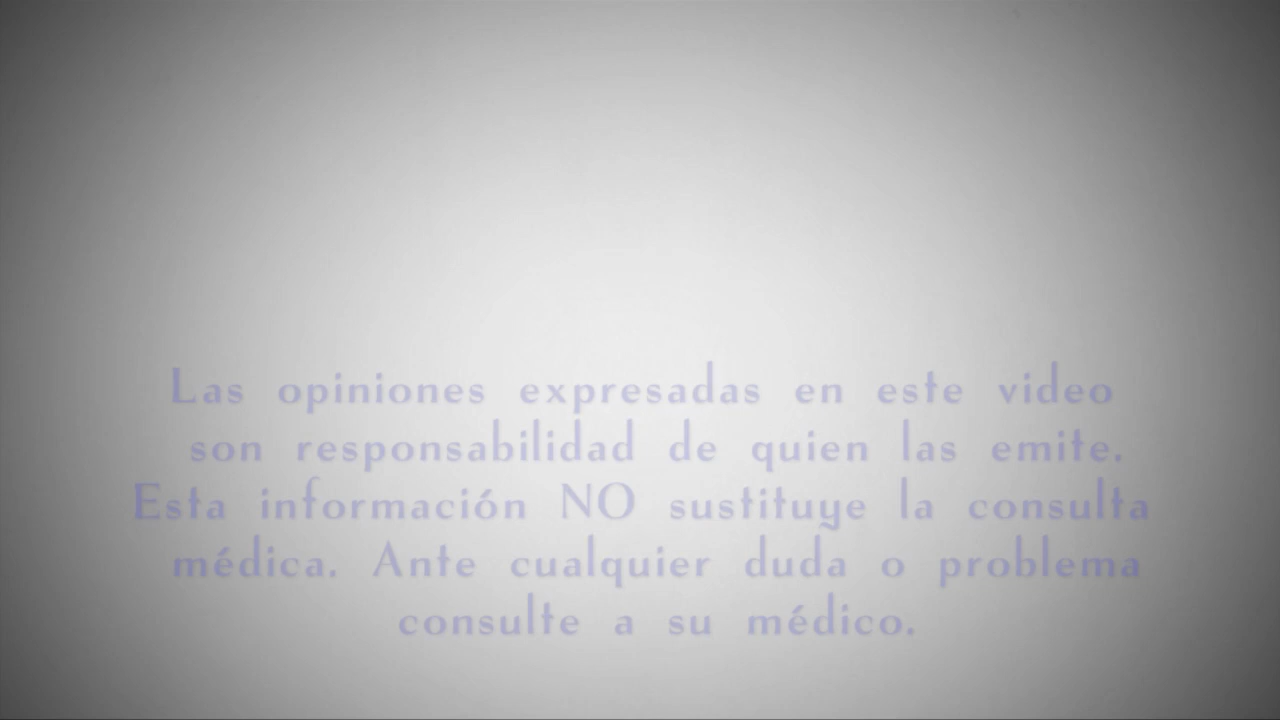 Las opiniones expresadas en este video
son responsabilidad de quien las emite.
Esta información NO sustituye la consulta
médica. Ante cualquier duda o problema
consulte a su médico.